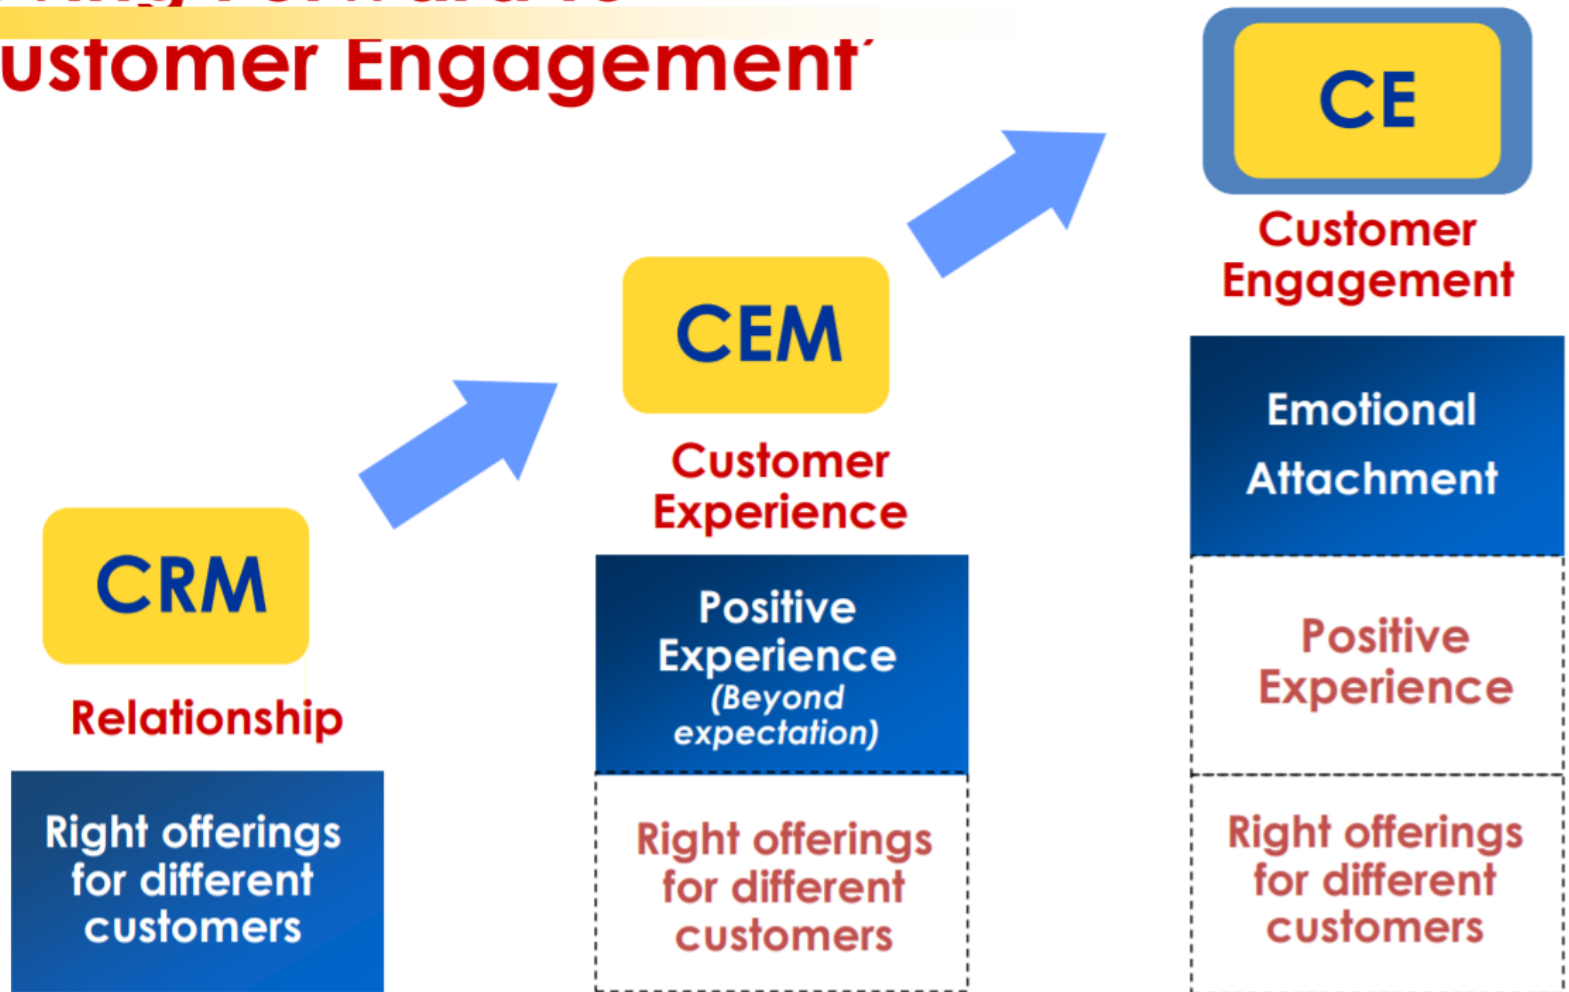 ustomer Engagement’
CE
Customer
Engagement
CEM
Customer
Experience
CRM
Relationship
Emotional
Attachment
Positive
Experience
(Beyond
expectation)
Positive
Experience
Right offerings
for different
customers
Right offerings
for different
customers
Right offerings
for different
customers